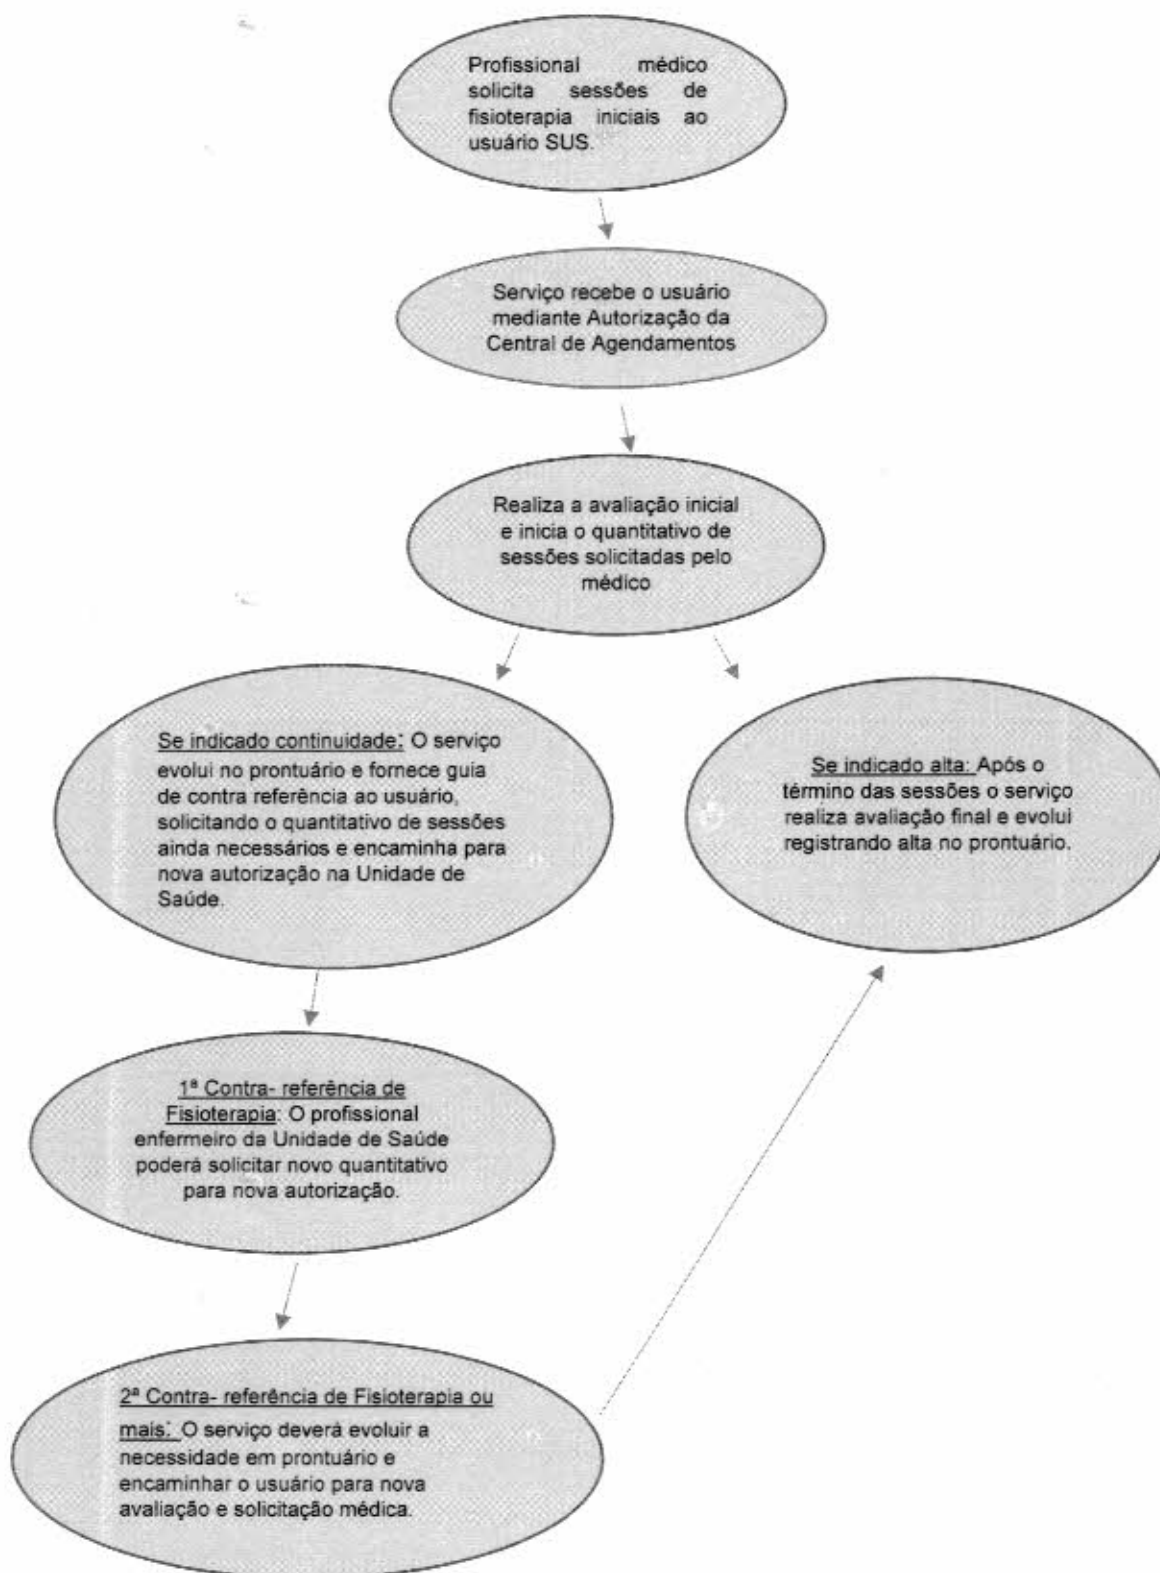 Profissional médico
solicita sessões de
fisioterapia iniciais ao
usuário SUS.
Serviço recebe o usuário
mediante Autorização da
Central de Agendamentos
Realiza a avaliação inicial
e inicia o quantitativo de
sessões solicitadas pelo
médico
Se indicado continuidade: O serviço
evolui no prontuário e fornece guia
de contra referência ao usuário,
solicitando o quantitativo de sessões
ainda necessários e encaminha para
nova autorização na Unidade de
Saúde.
Se indicado alta: Após o
término das sessões o serviço
realiza avaliação final e evolui
registrando alta no prontuário.
1ª Contra- referência de
Fisioterapia: O profissional
enfermeiro da Unidade de Saúde
poderá solicitar novo quantitativo
para nova autorização.
2ª Contra- referência de Fisioterapia ou
mais: O serviço deverá evoluir a
necessidade em prontuário e
encaminhar o usuário para nova
avaliação e solicitação médica.